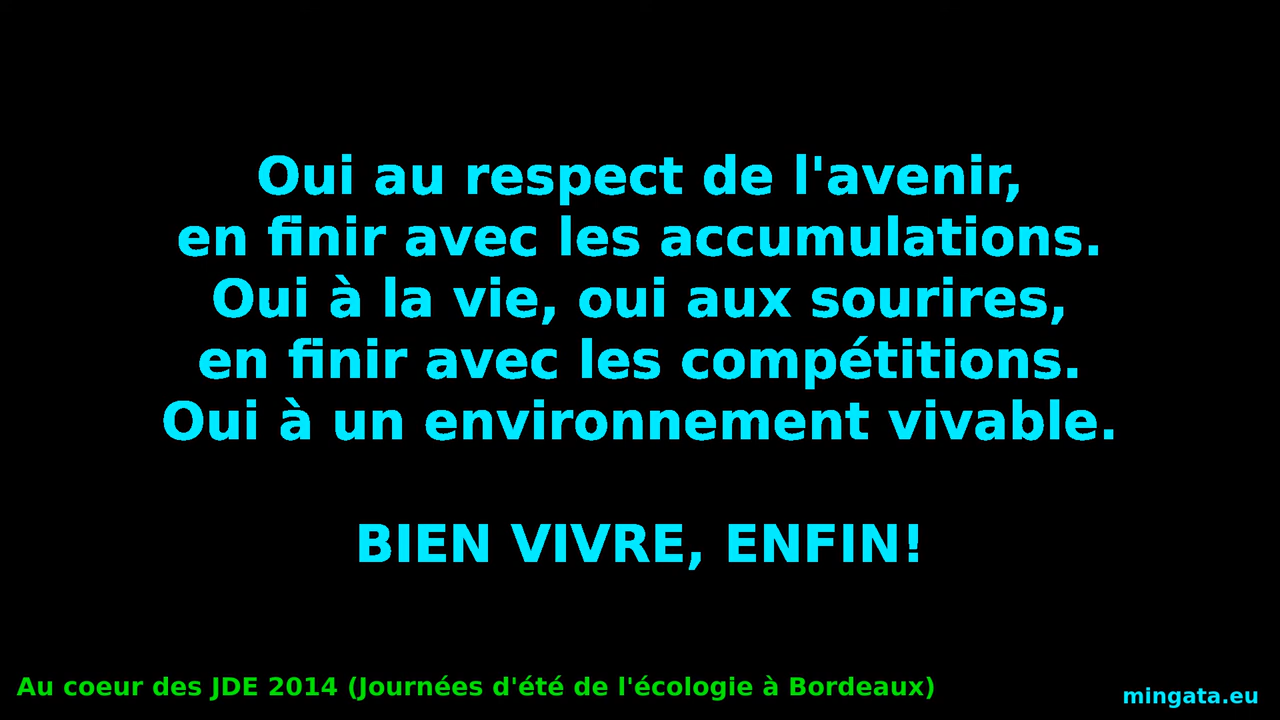 Oui au respect de l'avenir,
en finir avec les accumulations.
Oui à la vie, oui aux sourires,
en finir avec les compétitions.
Oui à un environnement vivable.
BIEN VIVRE, ENFIN!
Au coeur des JDE 2014 (Journées d'été de l'écologie à Bordeaux)
mingata.eu